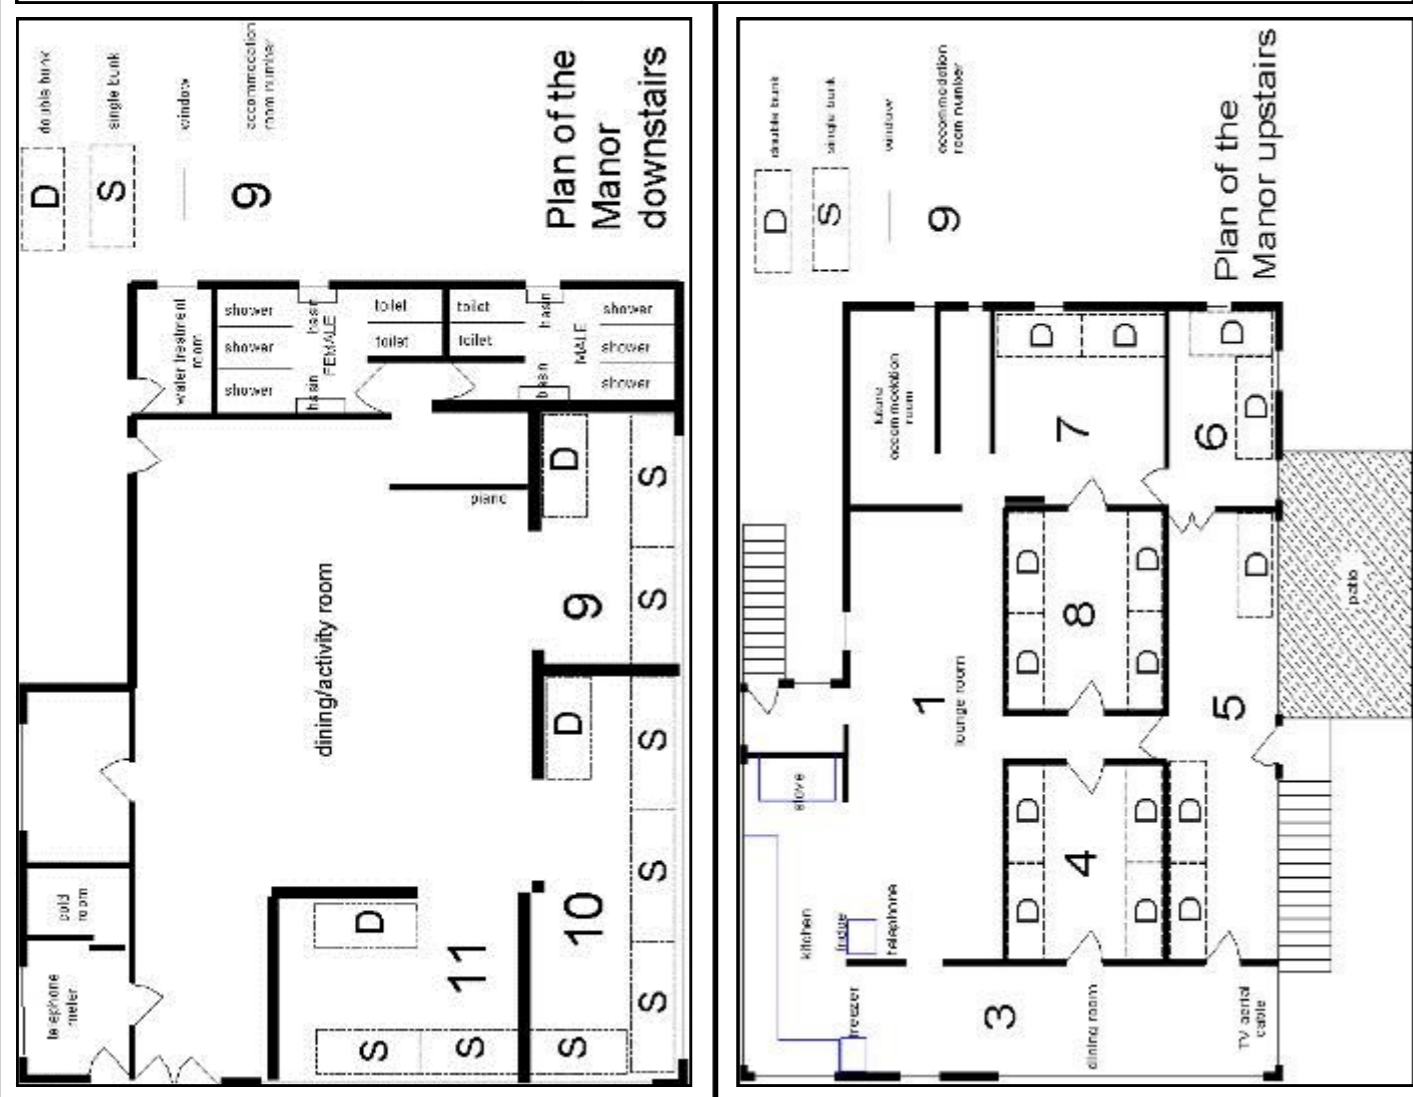 D
double bunk
S
single bunk
window
9
accommodation
room number
Plan of the
Manor
downstairs
water treatment
room
shower
shower
shower
basin
basin
FEMALE
toilet
toilet
toilet
toilet
basin
basin
MALE
shower
shower
shower
piano
dining/activity room
D
9
S
S
D
10
S
S
S
S
D
11
S
S
cold
room
telephone
meter
D
double bunk
S
single bunk
window
9
accommodation
room number
Plan of the
Manor upstairs
future
accommodation
room
D
D
7
D
D
6
D
D
8
D
D
1
lounge room
D
5
patio
stove
kitchen
fridge
telephone
D
D
4
D
D
D
D
freezer
3
dining room
TV aerial
cable